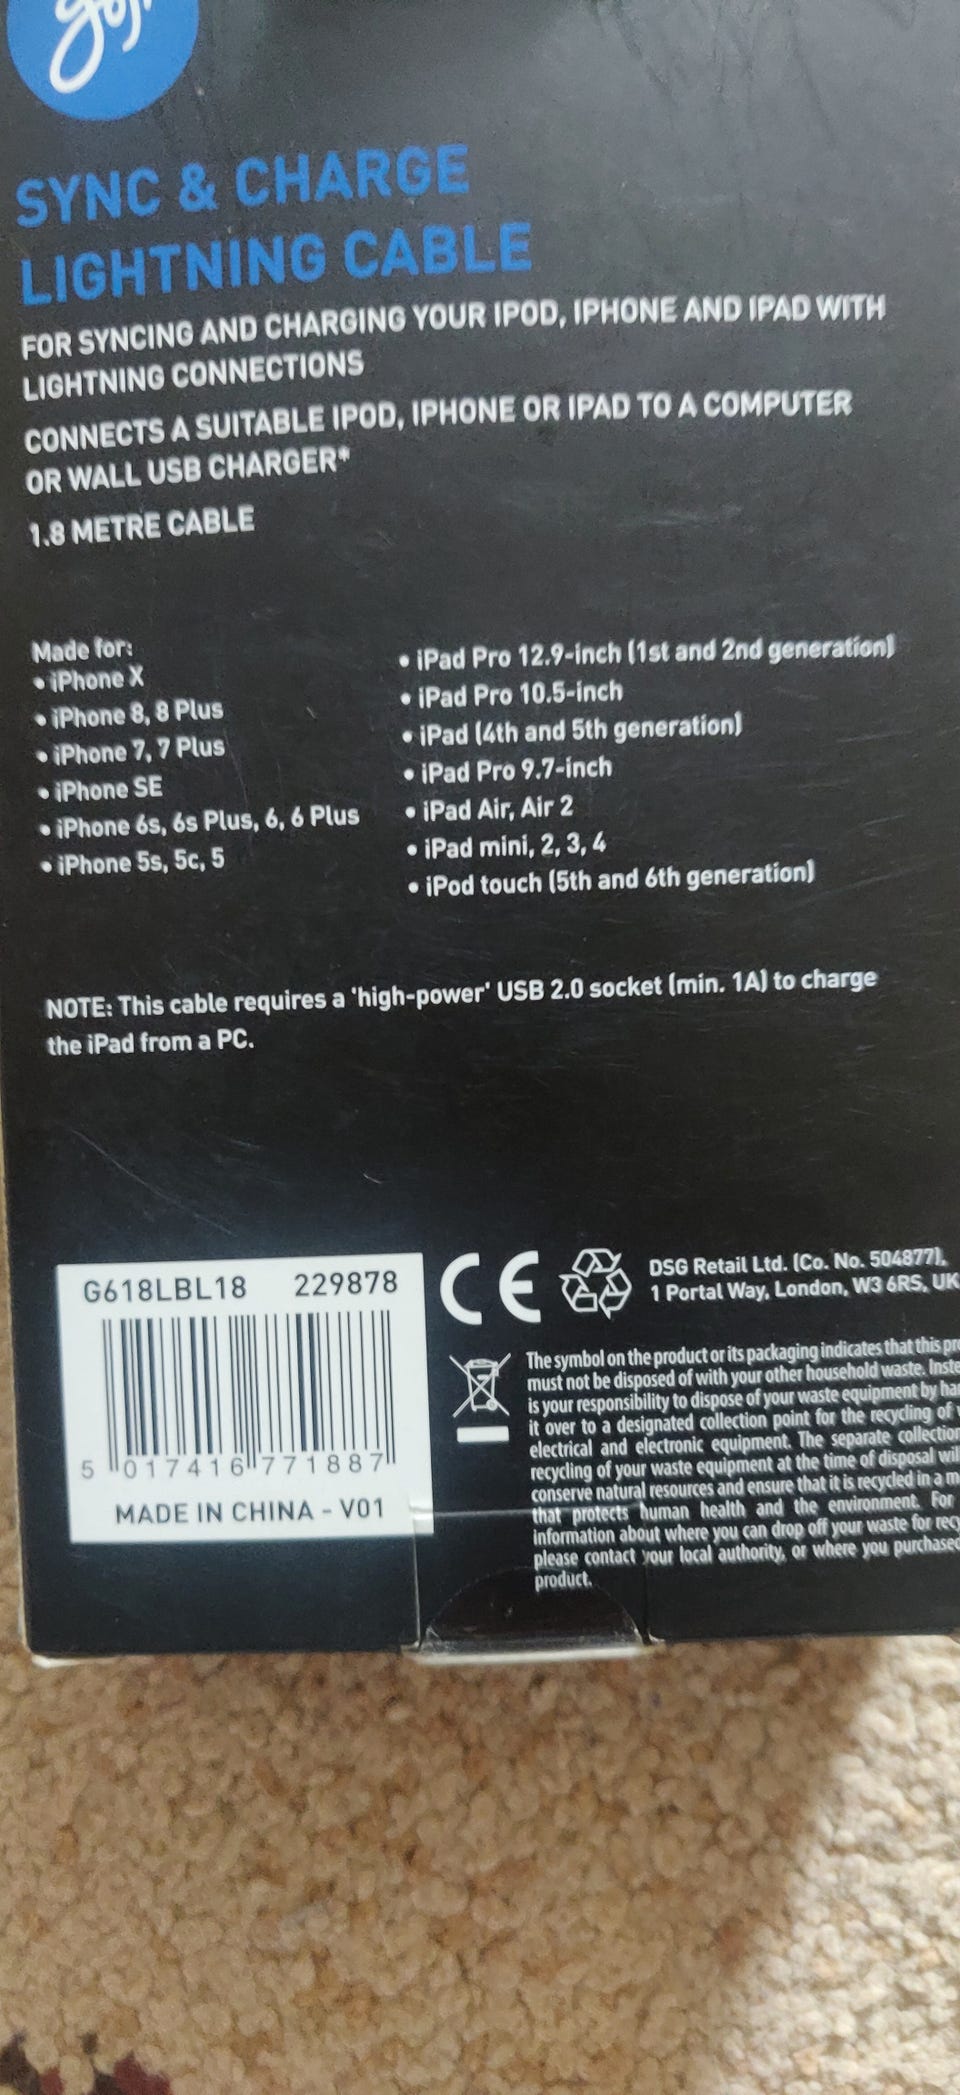 SYNC & CHARGE
LIGHTNING CABLE
FOR SYNCING AND CHARGING YOUR IPOD, IPHONE AND IPAD WITH
LIGHTNING CONNECTIONS
CONNECTS A SUITABLE IPOD, IPHONE OR IPAD TO A COMPUTER
OR WALL USB CHARGER*
1.8 METRE CABLE
Made for:
• iPhone X
• iPhone 8, 8 Plus
• iPhone 7, 7 Plus
• iPhone SE
• iPhone 6s, 6s Plus, 6, 6 Plus
• iPhone 5s, 5c, 5
• iPad Pro 12.9-inch (1st and 2nd generation)
• iPad Pro 10.5-inch
• iPad (4th and 5th generation)
• iPad Pro 9.7-inch
• iPad Air, Air 2
• iPad mini, 2, 3, 4
• iPod touch (5th and 6th generation)
NOTE: This cable requires a 'high-power' USB 2.0 socket (min. 1A) to charge
the iPad from a PC.
G618LBL18 229878
5 017416 771887
MADE IN CHINA - V01
CE
DSG Retail Ltd. (Co. No. 504877),
1 Portal Way, London, W3 6RS, UK
The symbol on the product or its packaging indicates that this
must not be disposed of with your other household waste.
is your responsibility to dispose of your waste equipment by
it over to a designated collection point for the recycling of
electrical and electronic equipment. The separate
recycling of your waste equipment at the time of disposal will
conserve natural resources and ensure that it is recycled in a
that protects human health and the environment. For
information about where you can drop off your waste for
please contact your local authority, or where you purchased
product.